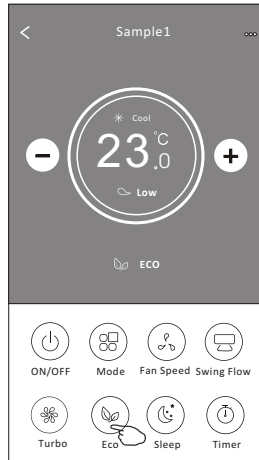 Sample1
Cool
23.0°C
Low
ECO
ON/OFF Mode Fan Speed Swing Flow
Turbo Eco Sleep Timer